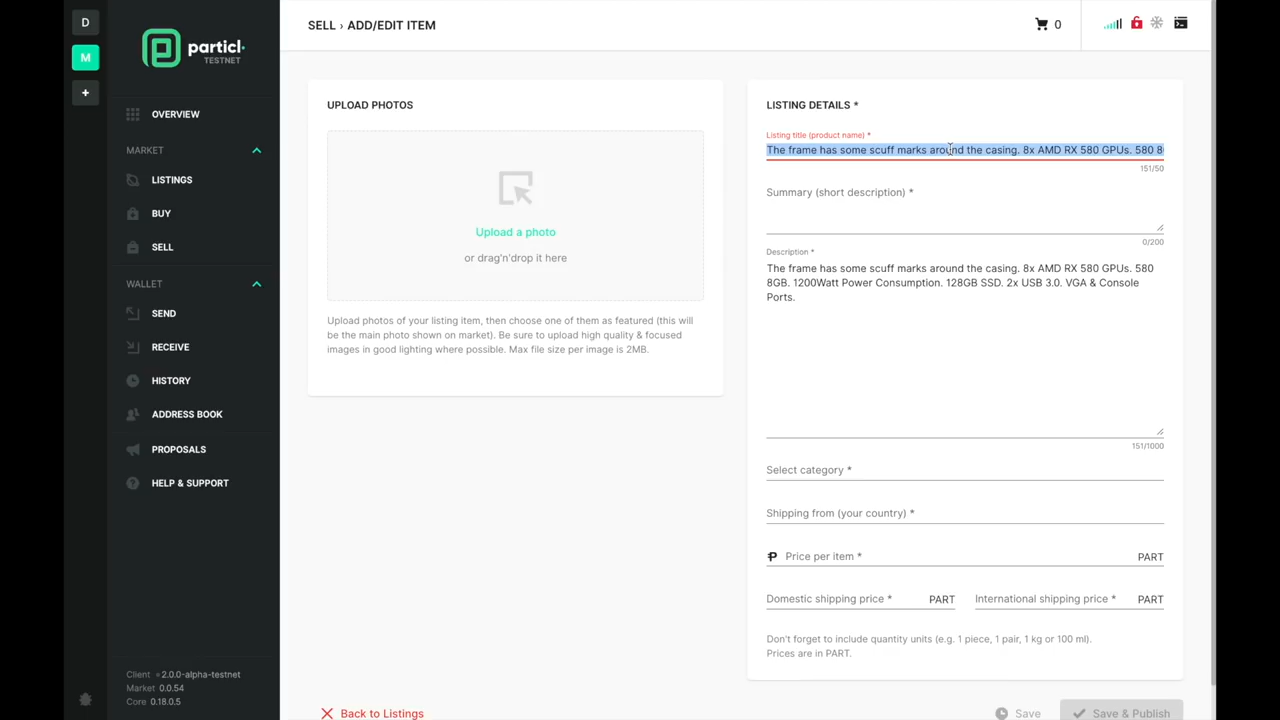 D
M
+
particl.
TESTNET
OVERVIEW
MARKET
LISTINGS
BUY
SELL
WALLET
SEND
RECEIVE
HISTORY
ADDRESS BOOK
PROPOSALS
HELP & SUPPORT
Client 2.0.0-alpha-testnet
Market 0.0.54
Core 0.18.0.5
SELL › ADD/EDIT ITEM
0
UPLOAD PHOTOS
Upload a photo
or drag'n'drop it here
Upload photos of your listing item, then choose one of them as featured (this will
be the main photo shown on market). Be sure to upload high quality & focused
images in good lighting where possible. Max file size per image is 2MB.
LISTING DETAILS *
Listing title (product name) *
The frame has some scuff marks around the casing. 8x AMD RX 580 GPUs. 580 8
151/50
Summary (short description) *
0/200
Description *
The frame has some scuff marks around the casing. 8x AMD RX 580 GPUs. 580
8GB. 1200Watt Power Consumption. 128GB SSD. 2x USB 3.0. VGA & Console
Ports.
151/1000
Select category *
Shipping from (your country) *
Price per item * PART
Domestic shipping price * PART International shipping price * PART
Don't forget to include quantity units (e.g. 1 piece, 1 pair, 1 kg or 100 ml).
Prices are in PART.
Back to Listings
Save
Save & Publish